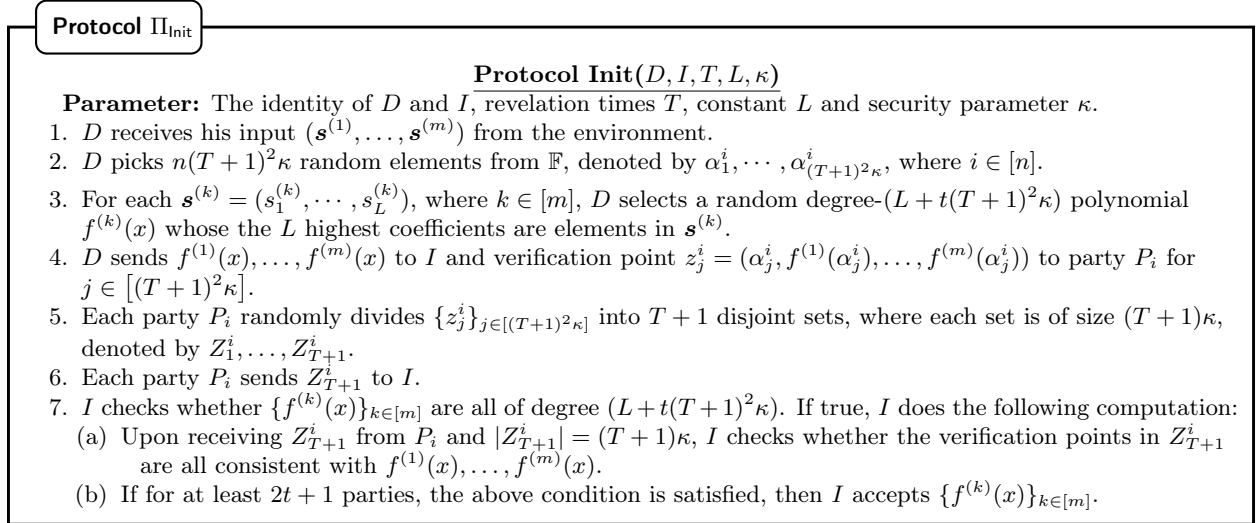 Protocol Π_Init
Protocol Init(D, I, T, L, κ)
Parameter: The identity of D and I, revelation times T, constant L and security parameter κ.
1. D receives his input (s^{(1)}, …, s^{(m)}) from the environment.
2. D picks n(T + 1)^2κ random elements from 𝔽, denoted by α^i_1, ⋯, α^i_{(T+1)^2κ}, where i ∈ [n].
3. For each s^{(k)} = (s^{(k)}_1, ⋯, s^{(k)}_L), where k ∈ [m], D selects a random degree-(L + t(T + 1)^2κ) polynomial
f^{(k)}(x) whose the L highest coefficients are elements in s^{(k)}.
4. D sends f^{(1)}(x), …, f^{(m)}(x) to I and verification point z^i_j = (α^i_j, f^{(1)}(α^i_j), …, f^{(m)}(α^i_j)) to party P_i for
j ∈ [(T + 1)^2κ].
5. Each party P_i randomly divides {z^i_j}_{j∈[(T+1)^2κ]} into T + 1 disjoint sets, where each set is of size (T + 1)κ,
denoted by Z^i_1, …, Z^i_{T+1}.
6. Each party P_i sends Z^i_{T+1} to I.
7. I checks whether {f^{(k)}(x)}_{k∈[m]} are all of degree (L + t(T + 1)^2κ). If true, I does the following computation:
(a) Upon receiving Z^i_{T+1} from P_i and |Z^i_{T+1}| = (T + 1)κ, I checks whether the verification points in Z^i_{T+1}
are all consistent with f^{(1)}(x), …, f^{(m)}(x).
(b) If for at least 2t + 1 parties, the above condition is satisfied, then I accepts {f^{(k)}(x)}_{k∈[m]}.